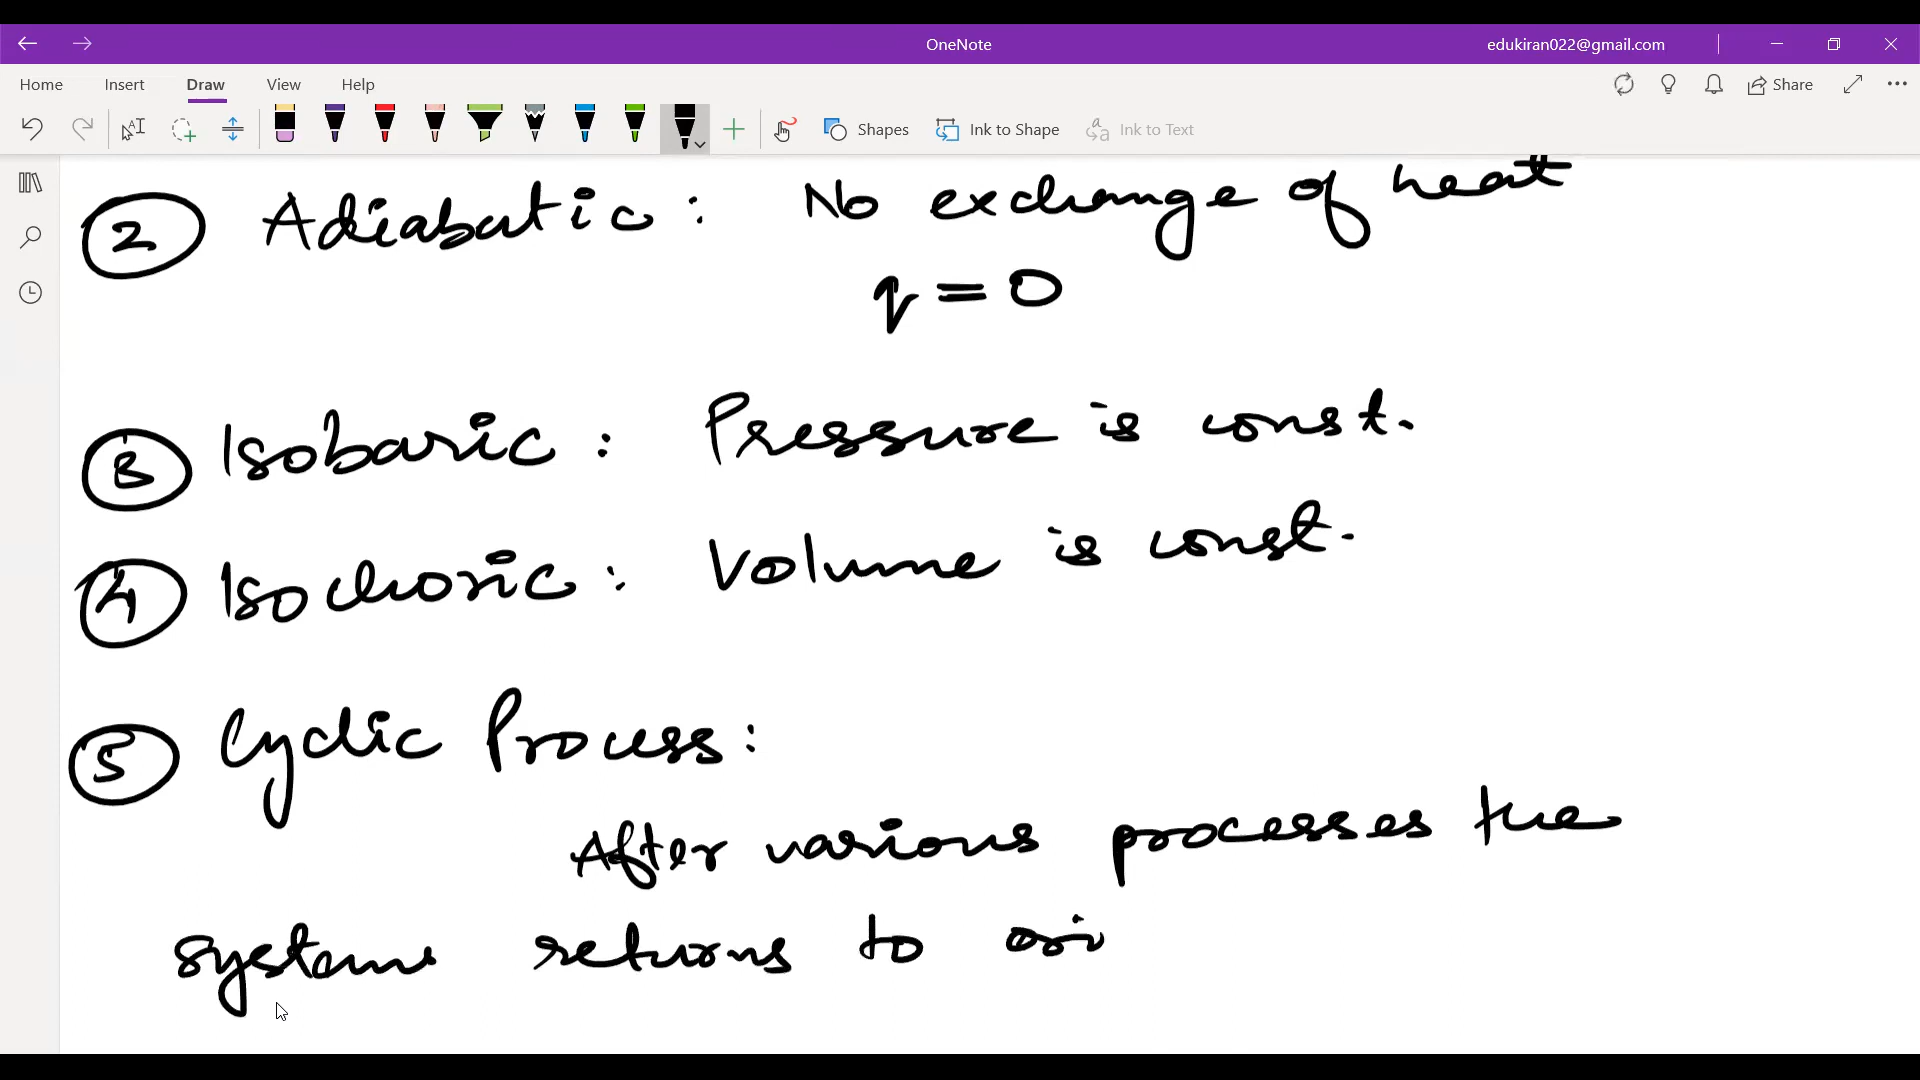 OneNote
edukiran022@gmail.com
Home Insert Draw View Help
Share
Shapes Ink to Shape Ink to Text
2 Adiabatic : No exchange of heat
q = 0
3 Isobaric : Pressure is const.
4 Isochoric : Volume is const.
5 Cyclic Process :
After various processes the
system returns to ori